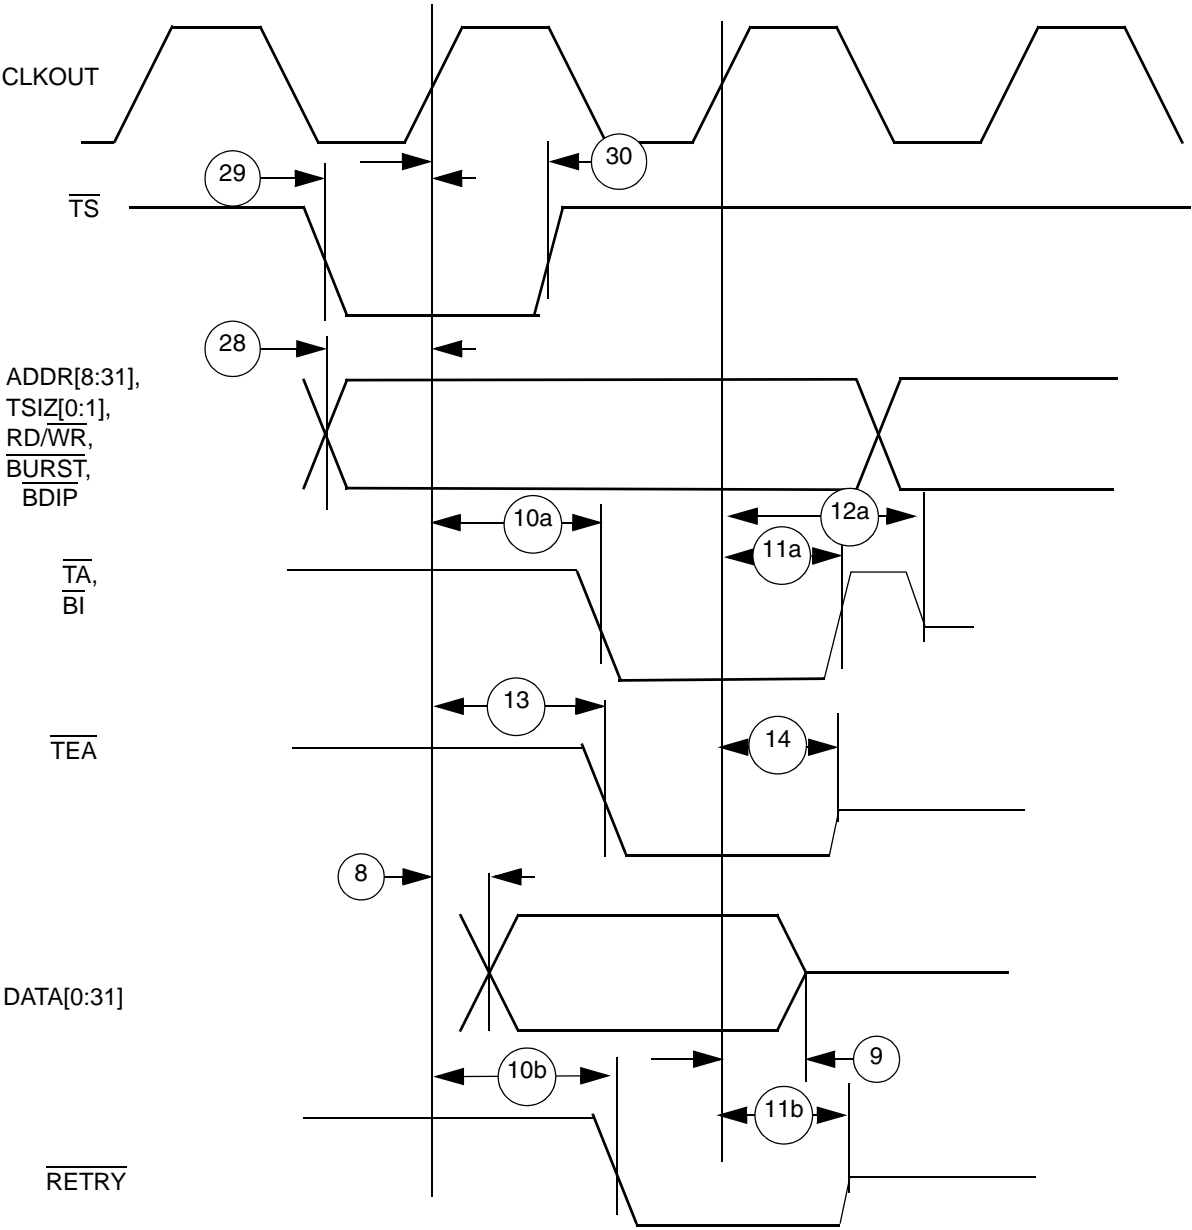 CLKOUT
30
29
TS
28
ADDR[8:31],
TSIZ[0:1],
RD/WR,
BURST,
BDIP
10a
12a
11a
TA,
BI
13
TEA
14
8
DATA[0:31]
9
10b
11b
RETRY